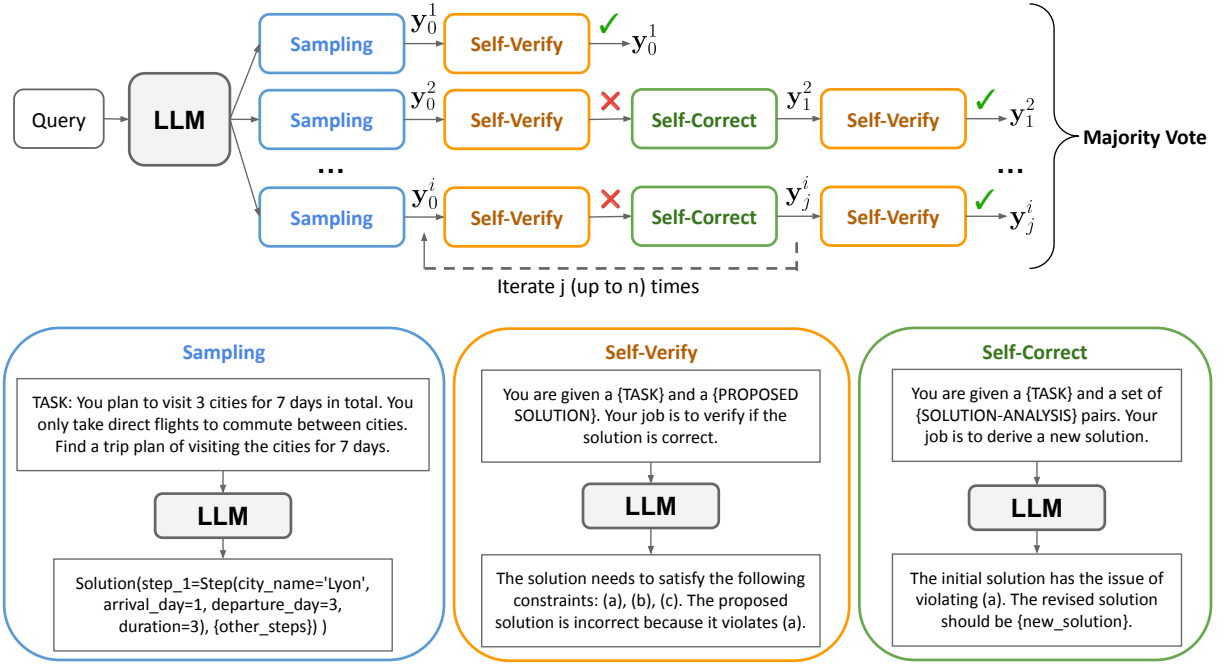 Query
LLM
Sampling
y_0^1
Self-Verify
✓
y_0^1
Sampling
y_0^2
Self-Verify
✗
Self-Correct
y_1^2
Self-Verify
✓
y_1^2
...
...
Sampling
y_0^i
Self-Verify
✗
Self-Correct
y_j^i
Self-Verify
✓
y_j^i
Majority Vote
Iterate j (up to n) times
Sampling
TASK: You plan to visit 3 cities for 7 days in total. You
only take direct flights to commute between cities.
Find a trip plan of visiting the cities for 7 days.
LLM
Solution(step_1=Step(city_name='Lyon',
arrival_day=1, departure_day=3,
duration=3), {other_steps}) )
Self-Verify
You are given a {TASK} and a {PROPOSED
SOLUTION}. Your job is to verify if the
solution is correct.
LLM
The solution needs to satisfy the following
constraints: (a), (b), (c). The proposed
solution is incorrect because it violates (a).
Self-Correct
You are given a {TASK} and a set of
{SOLUTION-ANALYSIS} pairs. Your
job is to derive a new solution.
LLM
The initial solution has the issue of
violating (a). The revised solution
should be {new_solution}.